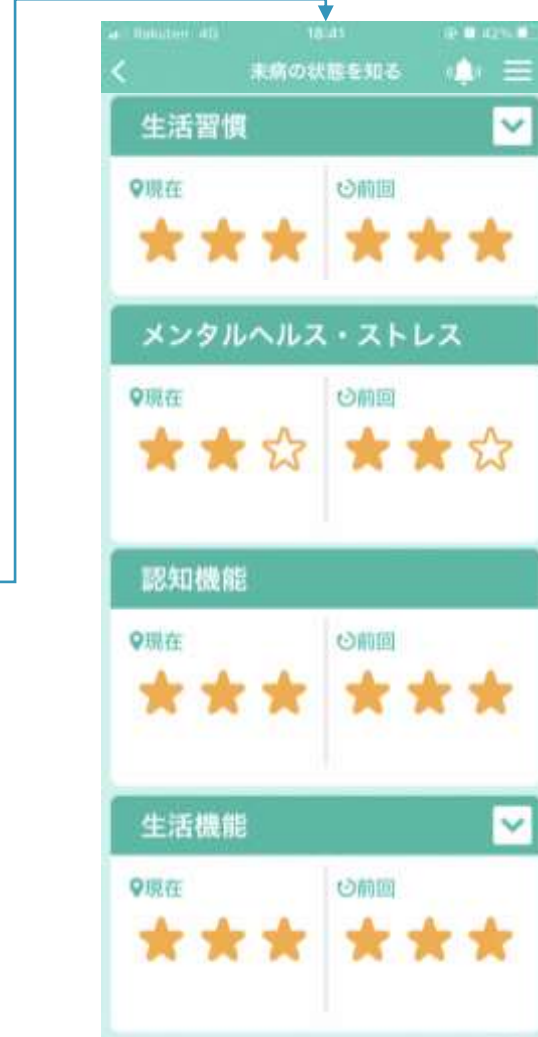 Rakuten 4G 18:41 42%
未病の状態を知る
生活習慣
現在 前回
メンタルヘルス・ストレス
現在 前回
認知機能
現在 前回
生活機能
現在 前回